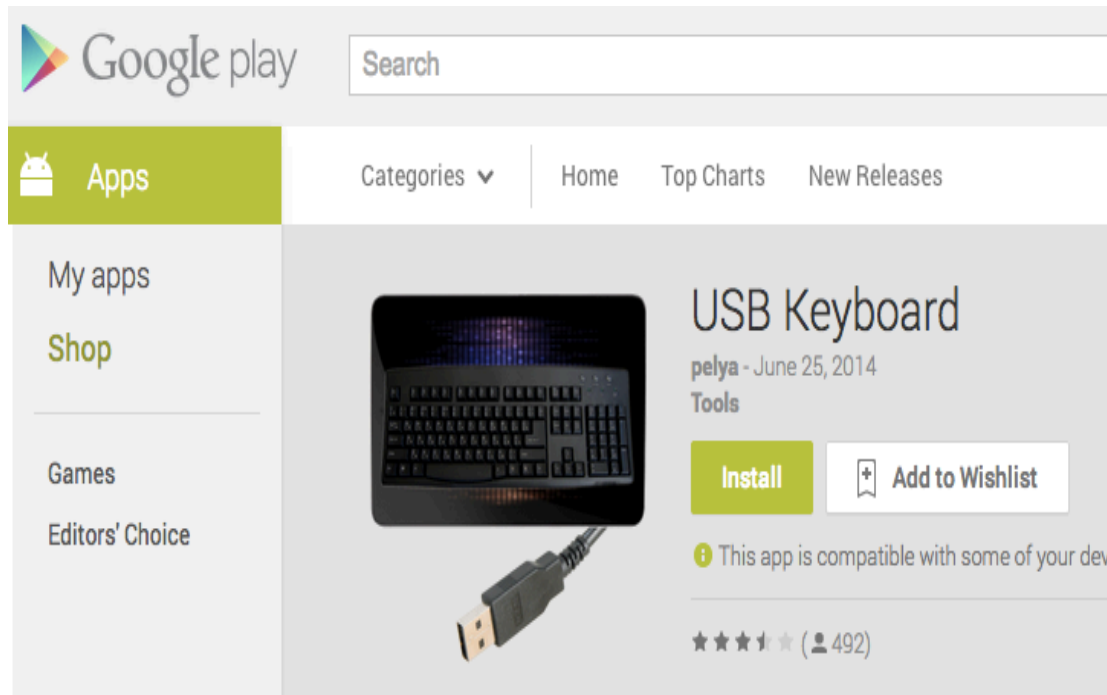 Google play
Search
Apps
Categories
Home
Top Charts
New Releases
My apps
Shop
Games
Editors' Choice
USB Keyboard
pelya - June 25, 2014
Tools
Install
Add to Wishlist
This app is compatible with some of your dev
(492)